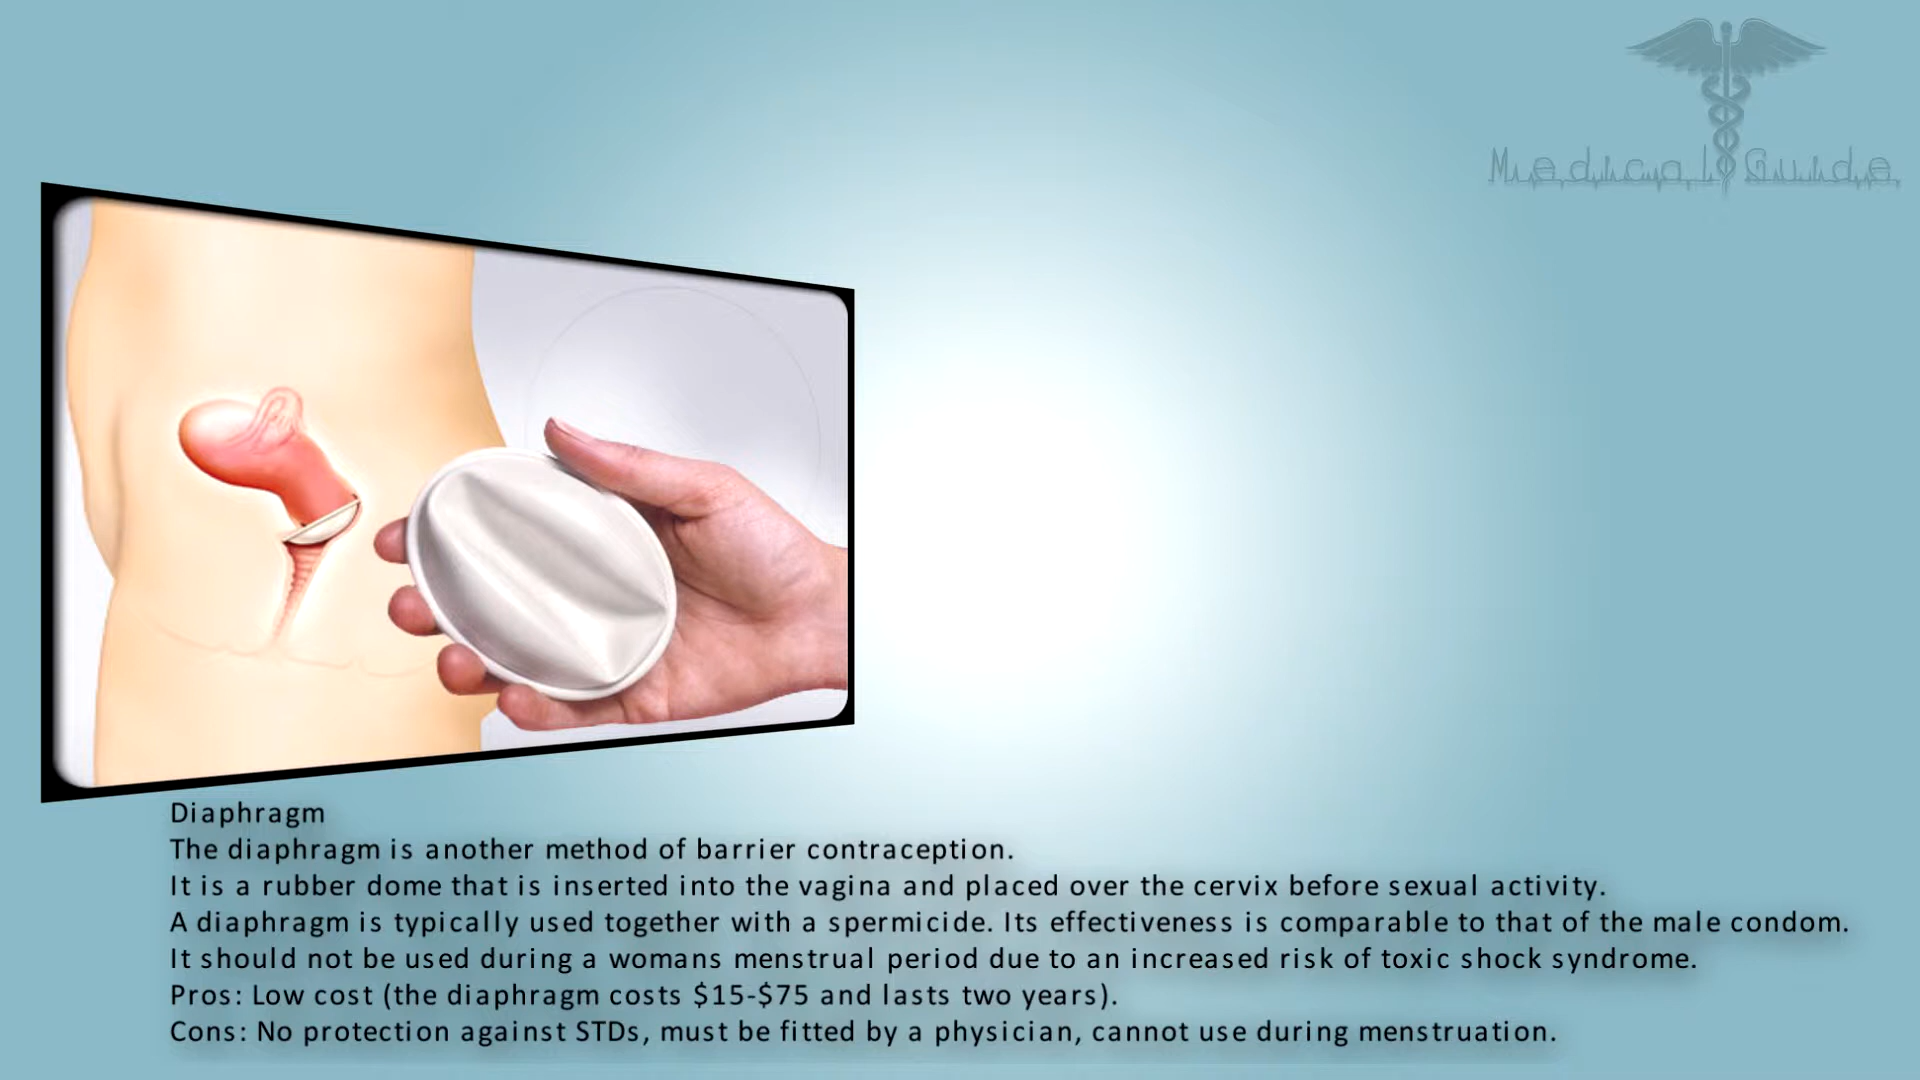 Medical Guide
Diaphragm
The diaphragm is another method of barrier contraception.
It is a rubber dome that is inserted into the vagina and placed over the cervix before sexual activity.
A diaphragm is typically used together with a spermicide. Its effectiveness is comparable to that of the male condom.
It should not be used during a womans menstrual period due to an increased risk of toxic shock syndrome.
Pros: Low cost (the diaphragm costs $15-$75 and lasts two years).
Cons: No protection against STDs, must be fitted by a physician, cannot use during menstruation.